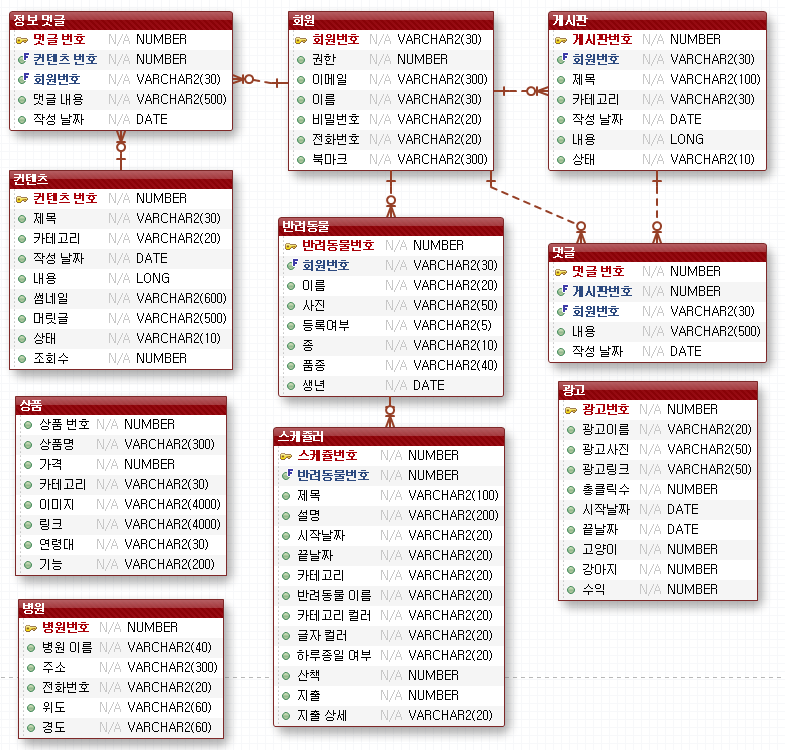 정보 댓글
댓글 번호 N/A NUMBER
컨텐츠 번호 N/A NUMBER
회원번호 N/A VARCHAR2(30)
댓글 내용 N/A VARCHAR2(500)
작성 날짜 N/A DATE
회원
회원번호 N/A VARCHAR2(30)
권한 N/A NUMBER
이메일 N/A VARCHAR2(300)
이름 N/A VARCHAR2(30)
비밀번호 N/A VARCHAR2(20)
전화번호 N/A VARCHAR2(20)
북마크 N/A VARCHAR2(300)
게시판
게시판번호 N/A NUMBER
회원번호 N/A VARCHAR2(30)
제목 N/A VARCHAR2(100)
카테고리 N/A VARCHAR2(30)
작성 날짜 N/A DATE
내용 N/A LONG
상태 N/A VARCHAR2(10)
컨텐츠
컨텐츠 번호 N/A NUMBER
제목 N/A VARCHAR2(30)
카테고리 N/A VARCHAR2(20)
작성 날짜 N/A DATE
내용 N/A LONG
썸네일 N/A VARCHAR2(600)
머릿글 N/A VARCHAR2(500)
상태 N/A VARCHAR2(10)
조회수 N/A NUMBER
반려동물
반려동물번호 N/A NUMBER
회원번호 N/A VARCHAR2(30)
이름 N/A VARCHAR2(20)
사진 N/A VARCHAR2(50)
등록여부 N/A VARCHAR2(5)
종 N/A VARCHAR2(10)
품종 N/A VARCHAR2(40)
생년 N/A DATE
댓글
댓글 번호 N/A NUMBER
게시판번호 N/A NUMBER
회원번호 N/A VARCHAR2(30)
내용 N/A VARCHAR2(500)
작성 날짜 N/A DATE
상품
상품 번호 N/A NUMBER
상품명 N/A VARCHAR2(300)
가격 N/A NUMBER
카테고리 N/A VARCHAR2(30)
이미지 N/A VARCHAR2(4000)
링크 N/A VARCHAR2(4000)
연령대 N/A VARCHAR2(30)
기능 N/A VARCHAR2(200)
스케쥴러
스케쥴번호 N/A NUMBER
반려동물번호 N/A NUMBER
제목 N/A VARCHAR2(100)
설명 N/A VARCHAR2(200)
시작날짜 N/A VARCHAR2(20)
끝날짜 N/A VARCHAR2(20)
카테고리 N/A VARCHAR2(20)
반려동물 이름 N/A VARCHAR2(20)
카테고리 컬러 N/A VARCHAR2(20)
글자 컬러 N/A VARCHAR2(20)
하루종일 여부 N/A VARCHAR2(20)
산책 N/A NUMBER
지출 N/A NUMBER
지출 상세 N/A VARCHAR2(20)
광고
광고번호 N/A NUMBER
광고이름 N/A VARCHAR2(20)
광고사진 N/A VARCHAR2(50)
광고링크 N/A VARCHAR2(50)
총클릭수 N/A NUMBER
시작날짜 N/A DATE
끝날짜 N/A DATE
고양이 N/A NUMBER
강아지 N/A NUMBER
수익 N/A NUMBER
병원
병원번호 N/A NUMBER
병원 이름 N/A VARCHAR2(40)
주소 N/A VARCHAR2(300)
전화번호 N/A VARCHAR2(20)
위도 N/A VARCHAR2(60)
경도 N/A VARCHAR2(60)